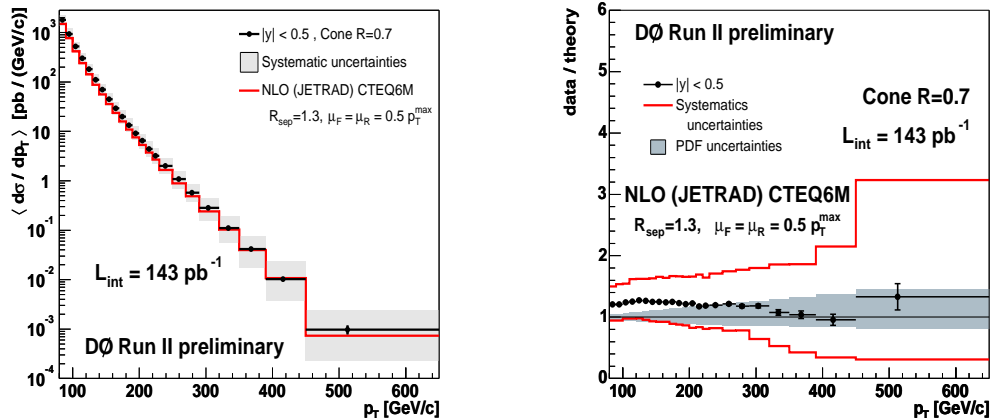 ⟨ dσ / dp_T ⟩ [pb / (GeV/c)]
10^3
10^2
10
1
10^-1
10^-2
10^-3
10^-4
|y| < 0.5 , Cone R=0.7
Systematic uncertainties
NLO (JETRAD) CTEQ6M
R_sep=1.3, μ_F = μ_R = 0.5 p_T^max
L_int = 143 pb^-1
DØ Run II preliminary
100 200 300 400 500 600
p_T [GeV/c]
data / theory
6
5
4
3
2
1
0
DØ Run II preliminary
|y| < 0.5
Systematics
uncertainties
PDF uncertainties
Cone R=0.7
L_int = 143 pb^-1
NLO (JETRAD) CTEQ6M
R_sep=1.3, μ_F = μ_R = 0.5 p_T^max
100 200 300 400 500 600
p_T [GeV/c]